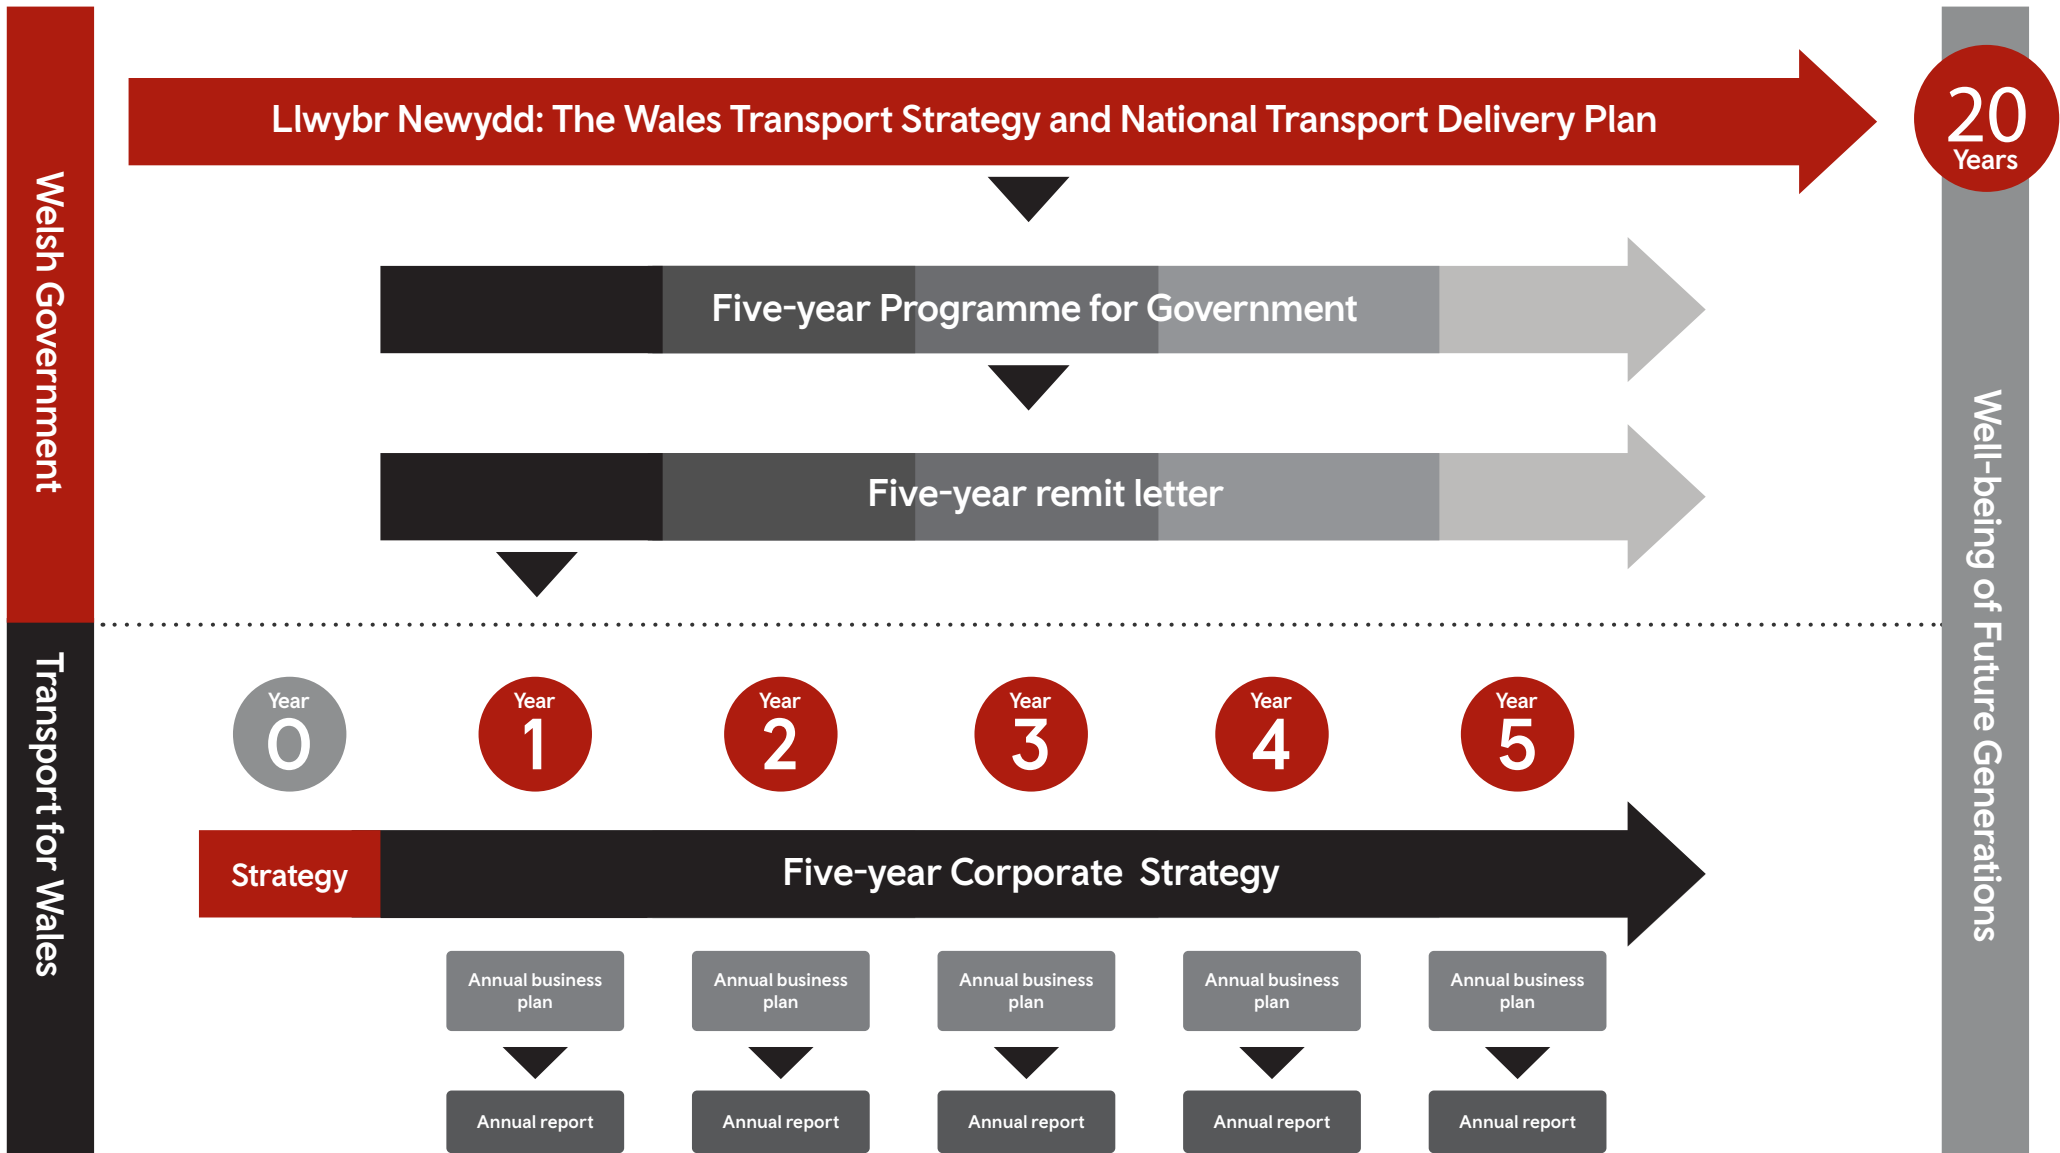 Welsh Government
Llwybr Newydd: The Wales Transport Strategy and National Transport Delivery Plan
20
Years
Five-year Programme for Government
Five-year remit letter
Well-being of Future Generations
Transport for Wales
Year
0
Year
1
Year
2
Year
3
Year
4
Year
5
Strategy
Five-year Corporate Strategy
Annual business
plan
Annual business
plan
Annual business
plan
Annual business
plan
Annual business
plan
Annual report
Annual report
Annual report
Annual report
Annual report